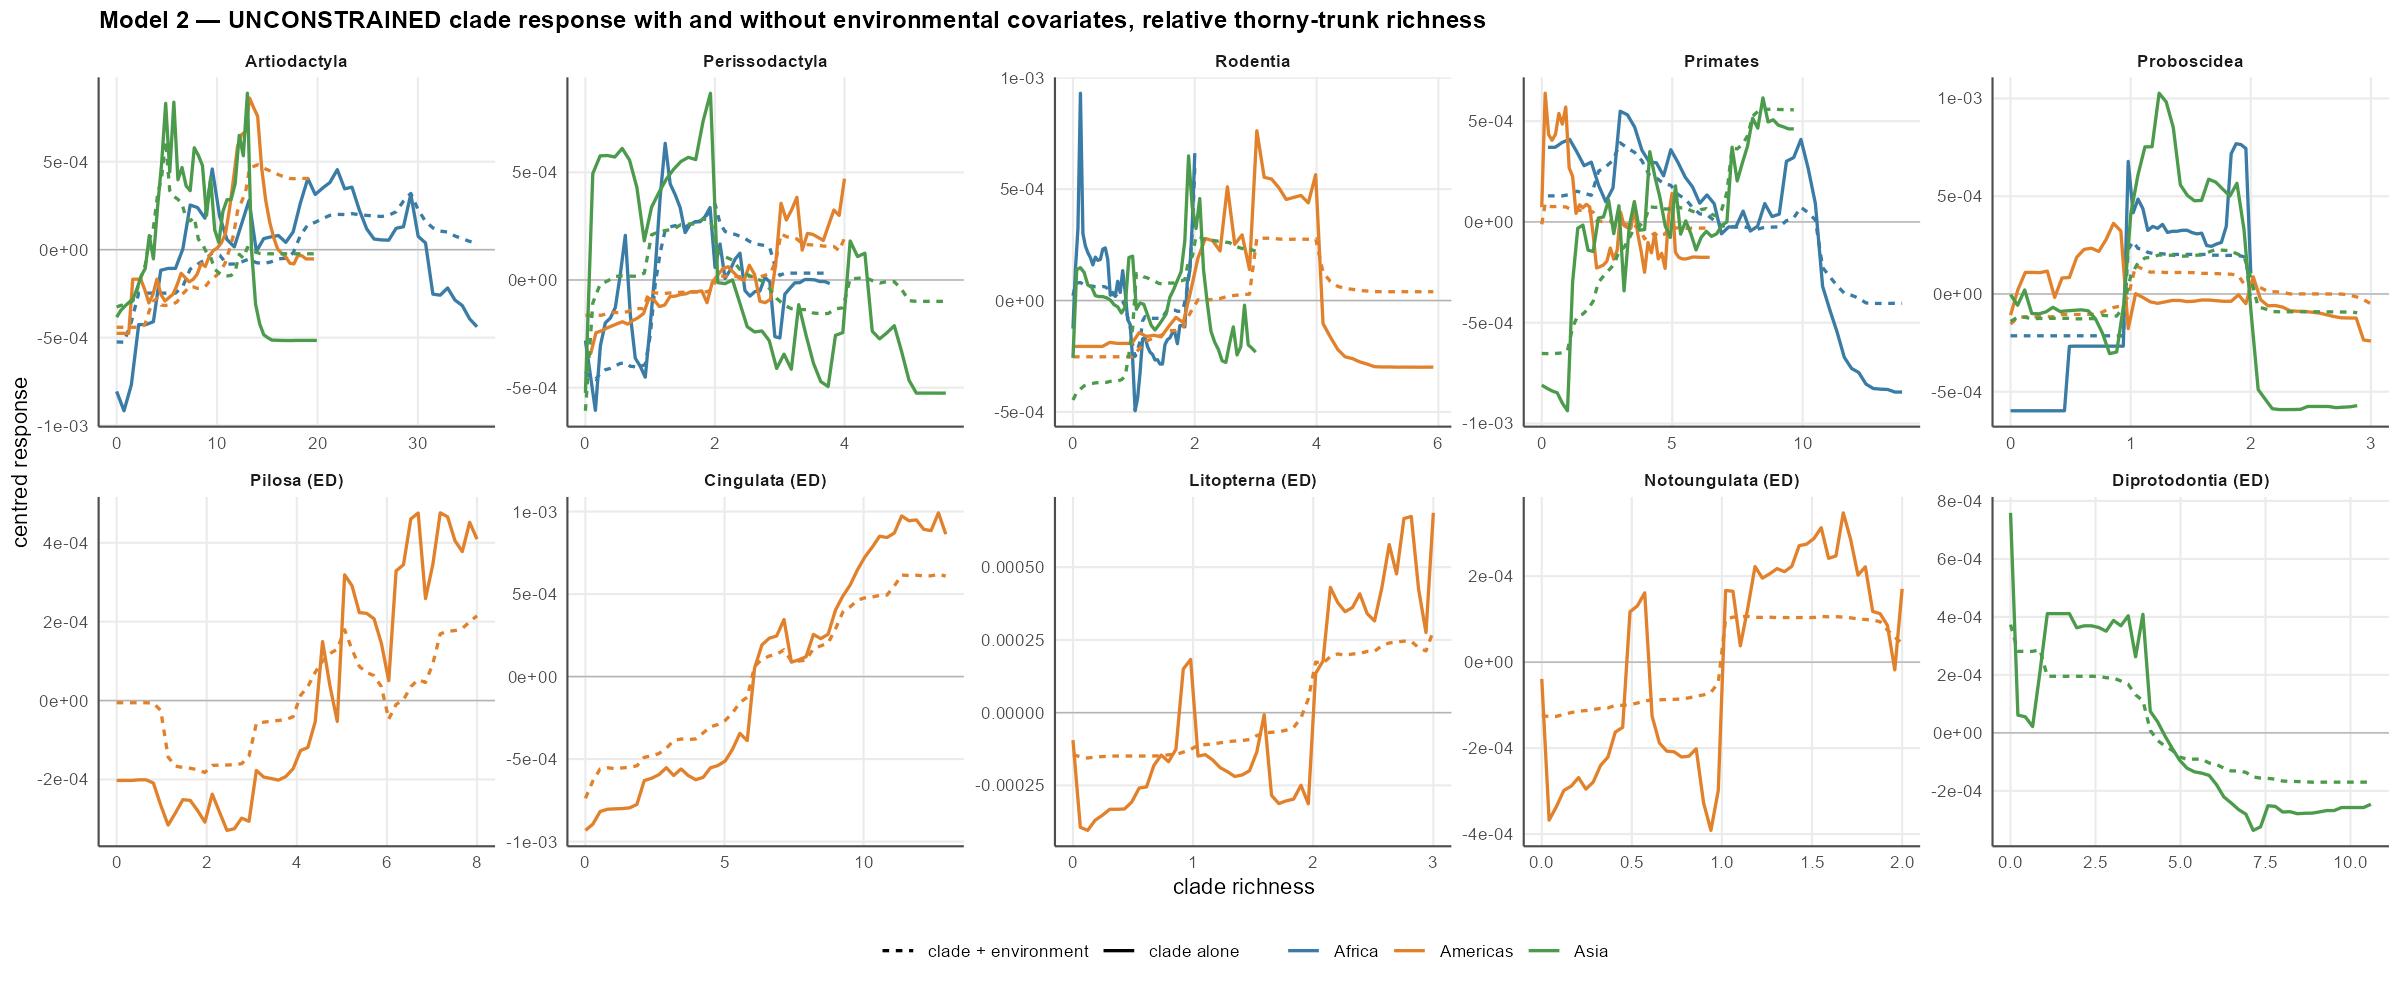 Model 2 — UNCONSTRAINED clade response with and without environmental covariates, relative thorny-trunk richness
Artiodactyla
Perissodactyla
Rodentia
Primates
Proboscidea
5e-04
0e+00
-5e-04
-1e-03
0 10 20 30
5e-04
0e+00
-5e-04
0 2 4
1e-03
5e-04
0e+00
-5e-04
0 2 4 6
5e-04
0e+00
-5e-04
-1e-03
0 5 10
1e-03
5e-04
0e+00
-5e-04
0 1 2 3
centred response
Pilosa (ED)
Cingulata (ED)
Litopterna (ED)
Notoungulata (ED)
Diprotodontia (ED)
4e-04
2e-04
0e+00
-2e-04
0 2 4 6 8
1e-03
5e-04
0e+00
-5e-04
-1e-03
0 5 10
0.00050
0.00025
0.00000
-0.00025
0 1 2 3
2e-04
0e+00
-2e-04
-4e-04
0.0 0.5 1.0 1.5 2.0
8e-04
6e-04
4e-04
2e-04
0e+00
-2e-04
0.0 2.5 5.0 7.5 10.0
clade richness
clade + environment clade alone Africa Americas Asia